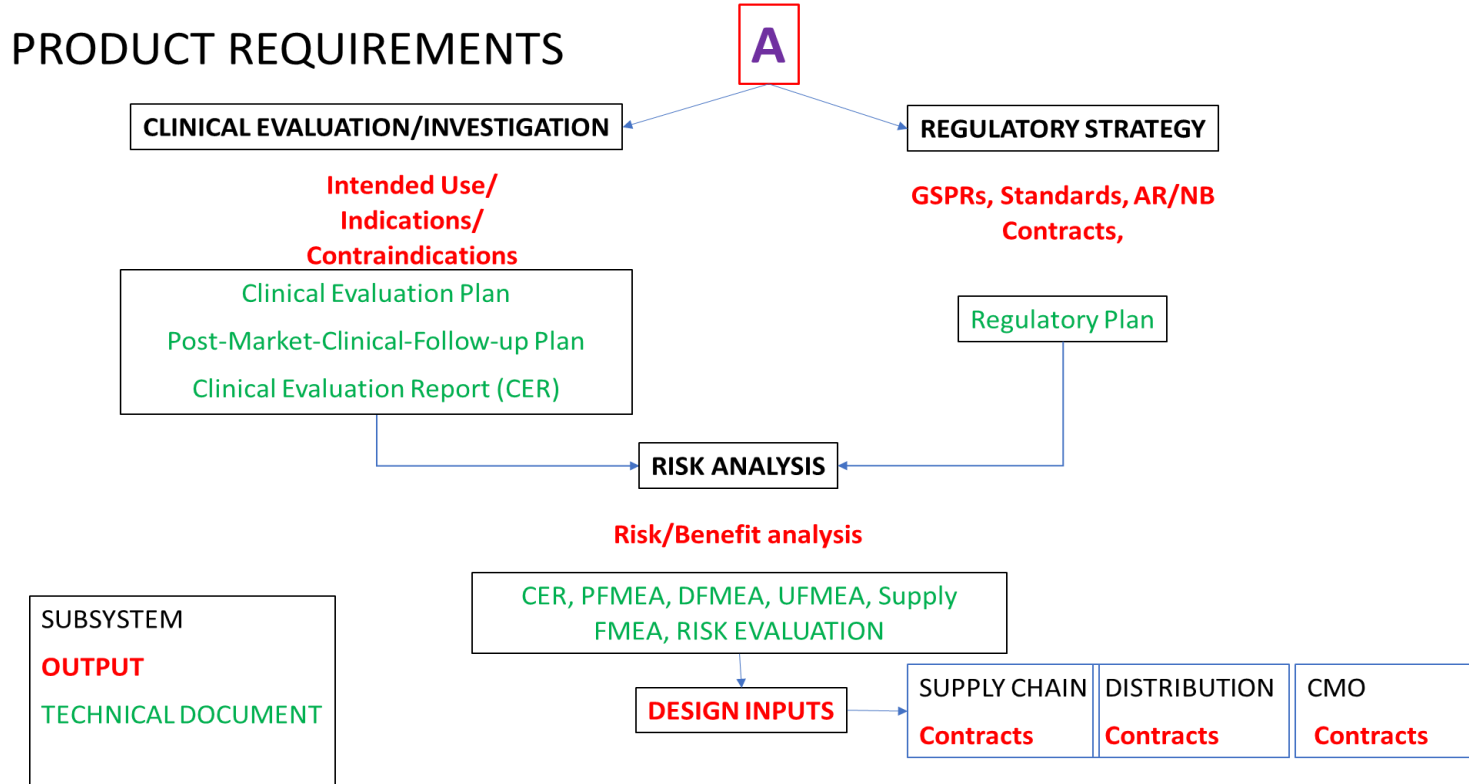 PRODUCT REQUIREMENTS
A
CLINICAL EVALUATION/INVESTIGATION
REGULATORY STRATEGY
Intended Use/
Indications/
Contraindications
GSPRs, Standards, AR/NB
Contracts,
Clinical Evaluation Plan
Post-Market-Clinical-Follow-up Plan
Clinical Evaluation Report (CER)
Regulatory Plan
RISK ANALYSIS
Risk/Benefit analysis
CER, PFMEA, DFMEA, UFMEA, Supply
FMEA, RISK EVALUATION
SUBSYSTEM
OUTPUT
TECHNICAL DOCUMENT
DESIGN INPUTS
SUPPLY CHAIN
Contracts
DISTRIBUTION
Contracts
CMO
Contracts